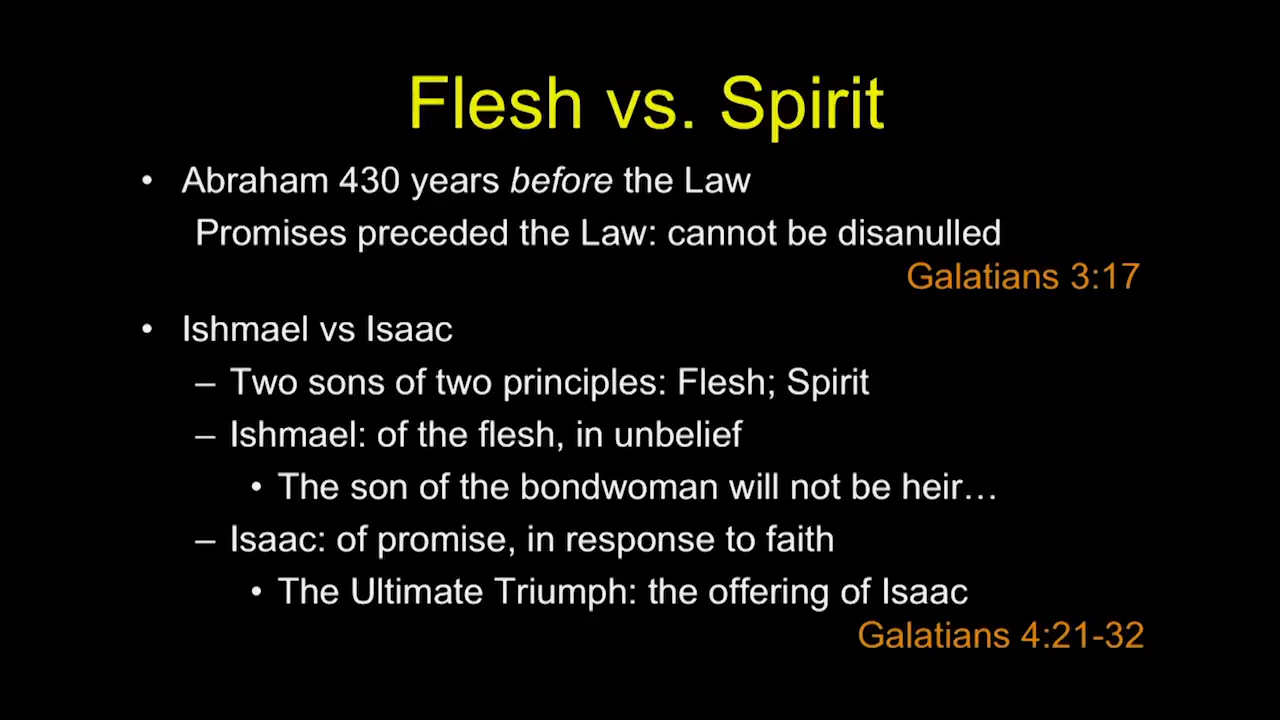 Flesh vs. Spirit
• Abraham 430 years before the Law
Promises preceded the Law: cannot be disanulled
Galatians 3:17
• Ishmael vs Isaac
– Two sons of two principles: Flesh; Spirit
– Ishmael: of the flesh, in unbelief
• The son of the bondwoman will not be heir…
– Isaac: of promise, in response to faith
• The Ultimate Triumph: the offering of Isaac
Galatians 4:21-32